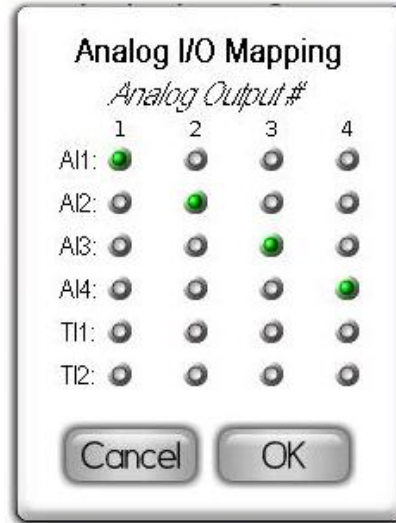 Analog I/O Mapping
Analog Output #
1 2 3 4
AI1:
AI2:
AI3:
AI4:
TI1:
TI2:
Cancel OK